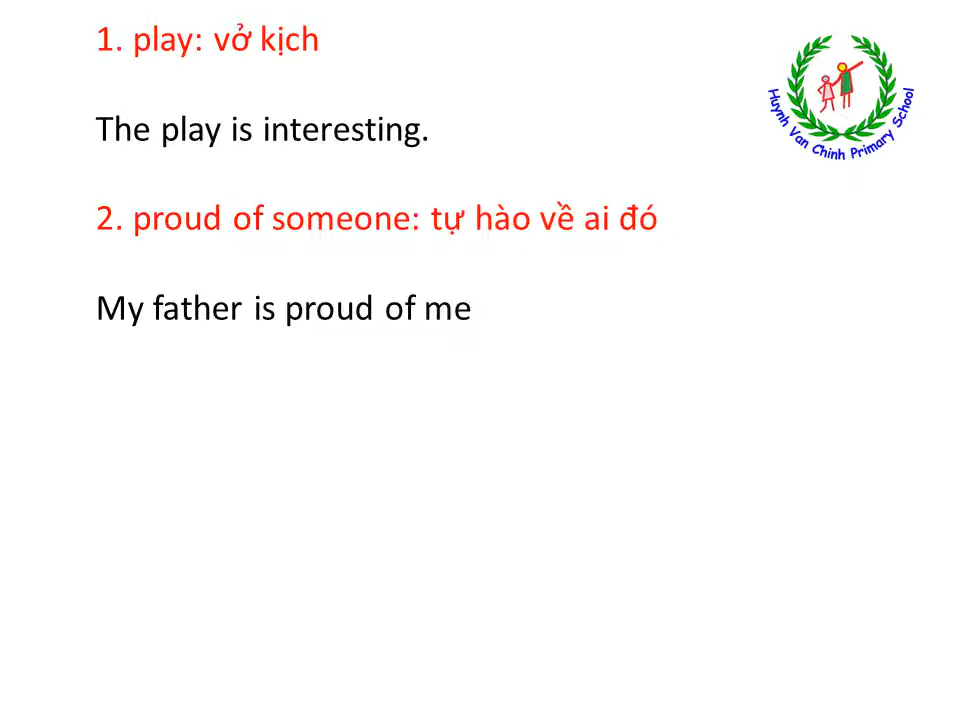 1. play: vở kịch
Huynh Van Chinh Primary School
The play is interesting.
2. proud of someone: tự hào về ai đó
My father is proud of me